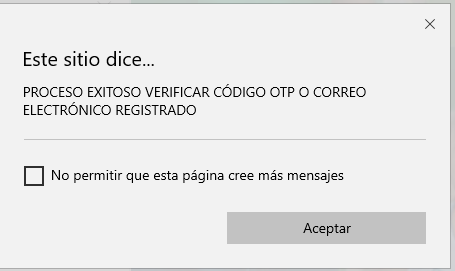 Este sitio dice...
PROCESO EXITOSO VERIFICAR CÓDIGO OTP O CORREO
ELECTRÓNICO REGISTRADO
No permitir que esta página cree más mensajes
Aceptar